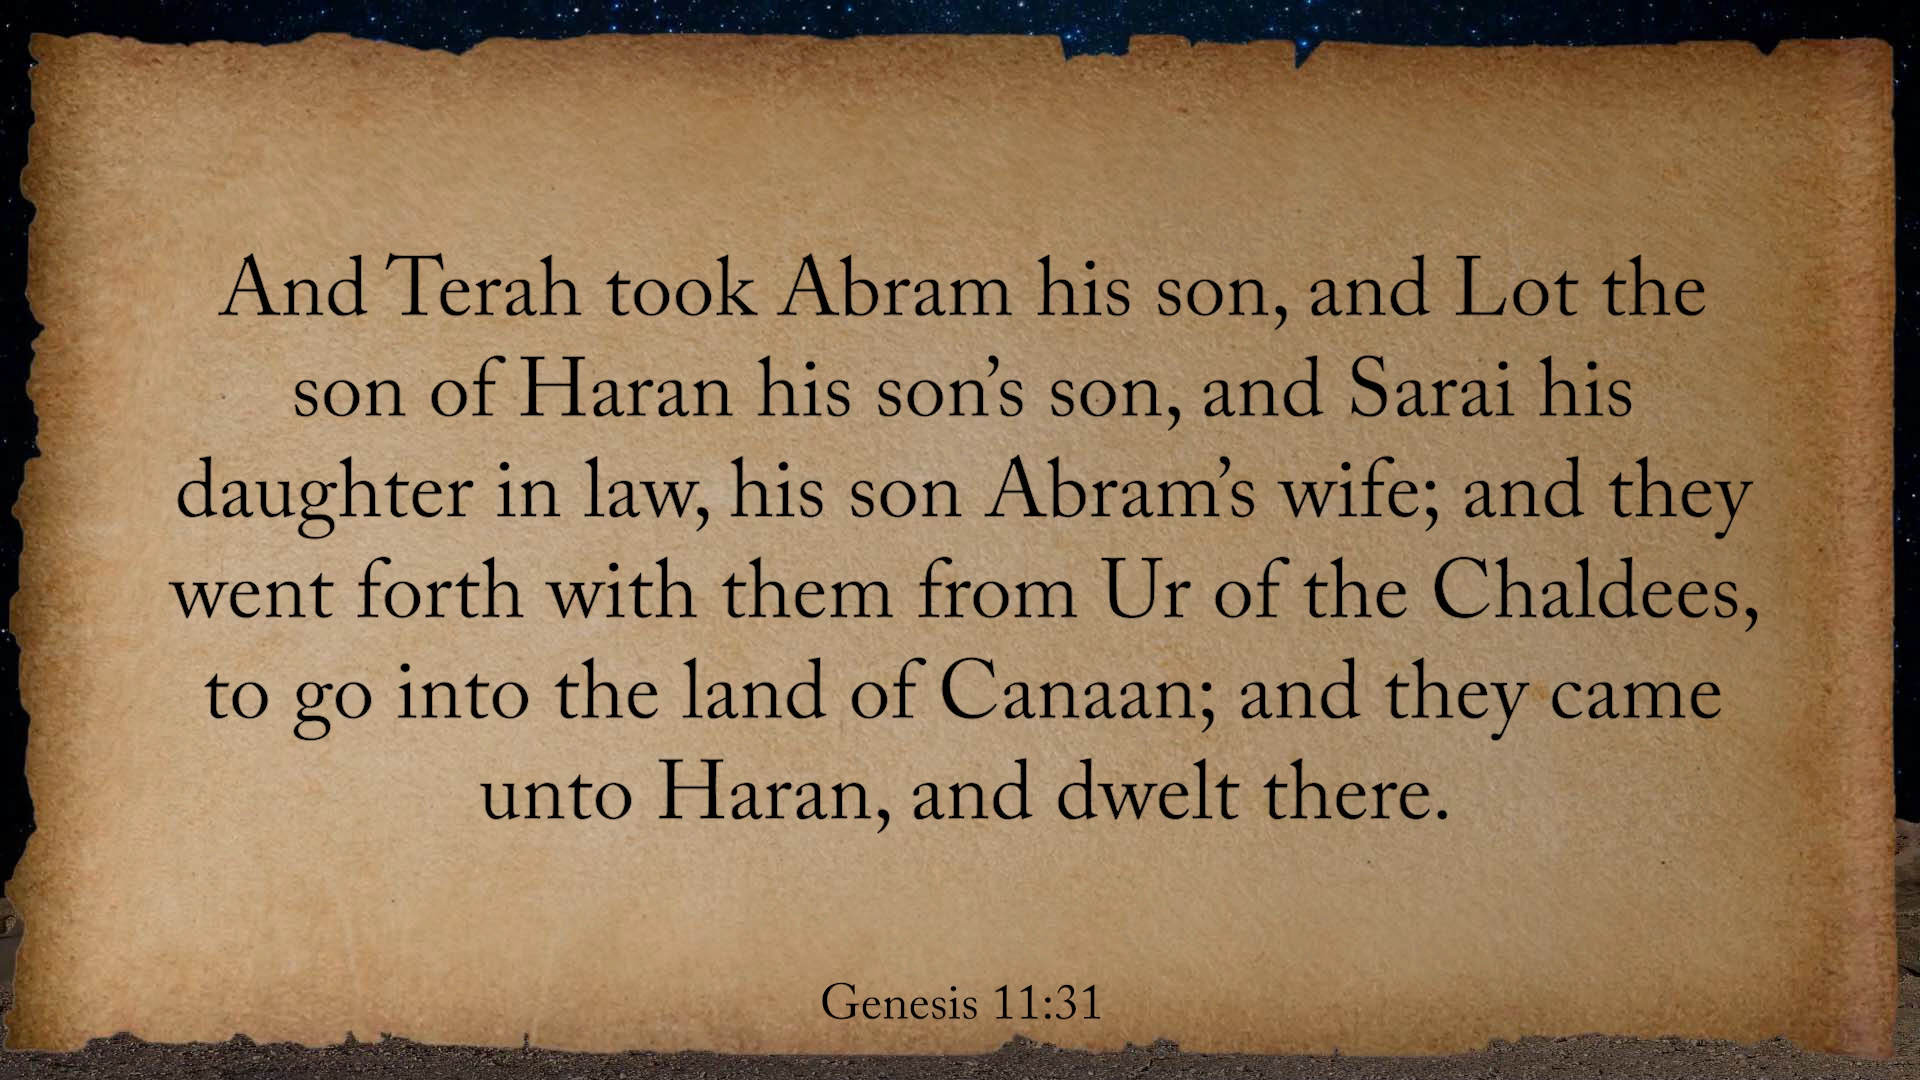 And Terah took Abram his son, and Lot the
son of Haran his son’s son, and Sarai his
daughter in law, his son Abram’s wife; and they
went forth with them from Ur of the Chaldees,
to go into the land of Canaan; and they came
unto Haran, and dwelt there.
Genesis 11:31